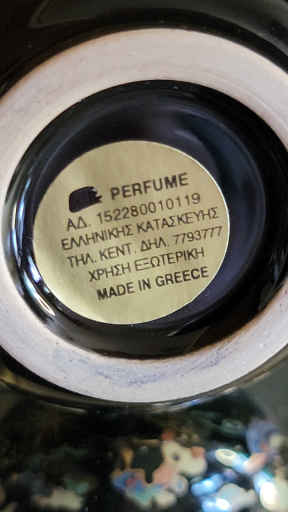 PERFUME
ΑΔ. 152280010119
ΕΛΛΗΝΙΚΗΣ ΚΑΤΑΣΚΕΥΗΣ
ΤΗΛ. ΚΕΝΤ. ΔΗΛ. 7793777
ΧΡΗΣΗ ΕΞΩΤΕΡΙΚΗ
MADE IN GREECE